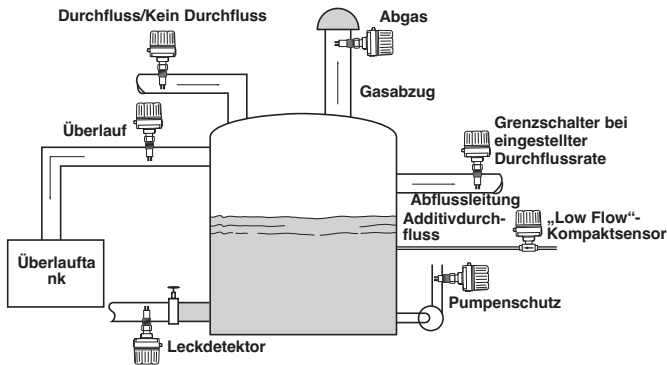 Durchfluss/Kein Durchfluss
Abgas
Gasabzug
Überlauf
Grenzschalter bei
eingestellter
Durchflussrate
Abflussleitung
Additivdurch-
fluss
„Low Flow“-
Kompaktsensor
Überlaufta
nk
Pumpenschutz
Leckdetektor